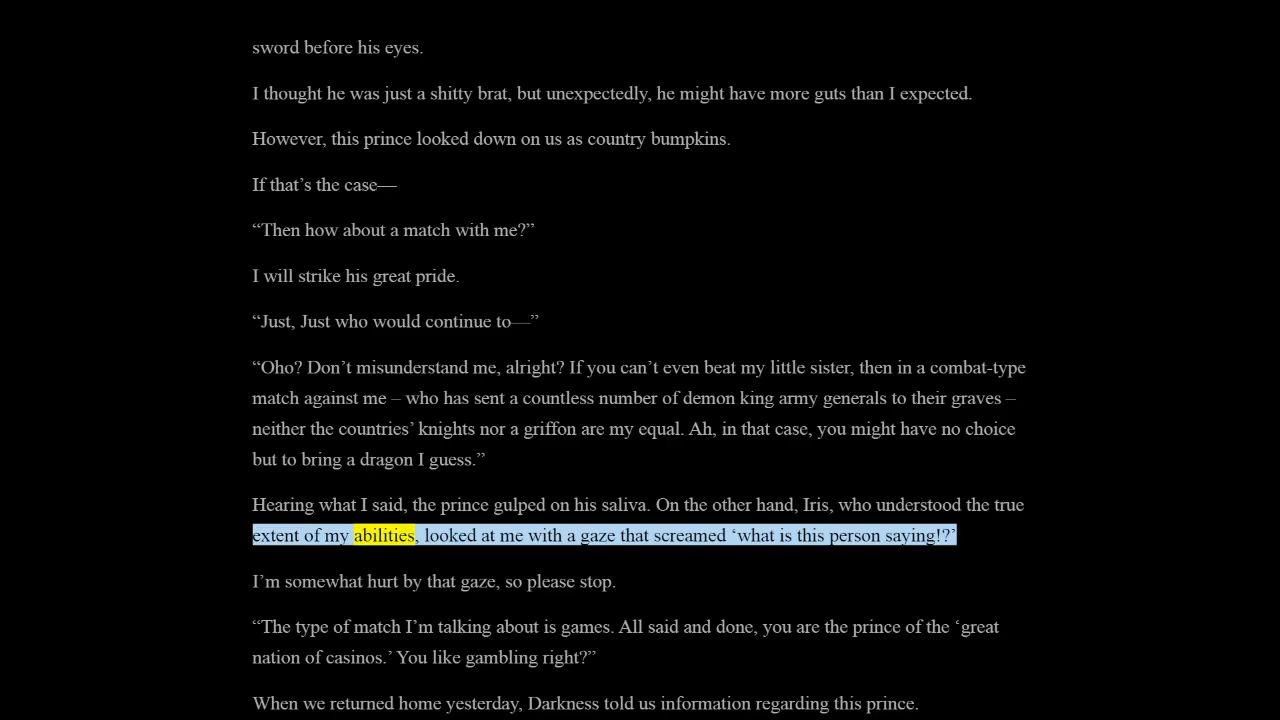 sword before his eyes.
I thought he was just a shitty brat, but unexpectedly, he might have more guts than I expected.
However, this prince looked down on us as country bumpkins.
If that’s the case—
“Then how about a match with me?”
I will strike his great pride.
“Just, Just who would continue to—”
“Oho? Don’t misunderstand me, alright? If you can’t even beat my little sister, then in a combat-type
match against me – who has sent a countless number of demon king army generals to their graves –
neither the countries’ knights nor a griffon are my equal. Ah, in that case, you might have no choice
but to bring a dragon I guess.”
Hearing what I said, the prince gulped on his saliva. On the other hand, Iris, who understood the true
extent of my abilities, looked at me with a gaze that screamed ‘what is this person saying!?’
I’m somewhat hurt by that gaze, so please stop.
“The type of match I’m talking about is games. All said and done, you are the prince of the ‘great
nation of casinos.’ You like gambling right?”
When we returned home yesterday, Darkness told us information regarding this prince.